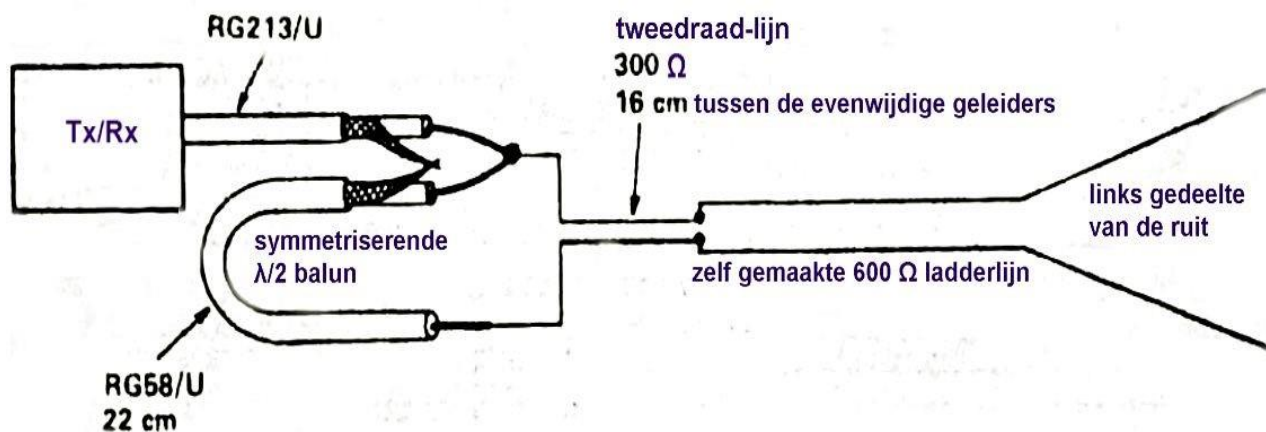 RG213/U
Tx/Rx
tweedraad-lijn
300 Ω
16 cm tussen de evenwijdige geleiders
symmetriserende
λ/2 balun
links gedeelte
van de ruit
zelf gemaakte 600 Ω ladderlijn
RG58/U
22 cm